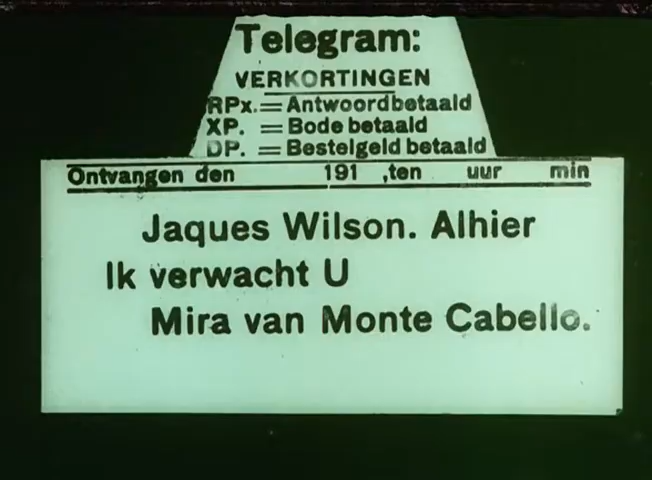 Telegram:
VERKORTINGEN
RPx. = Antwoordbetaald
XP. = Bode betaald
DP. = Bestelgeld betaald
Ontvangen den 191 ,ten uur min
Jaques Wilson. Alhier
Ik verwacht U
Mira van Monte Cabello.